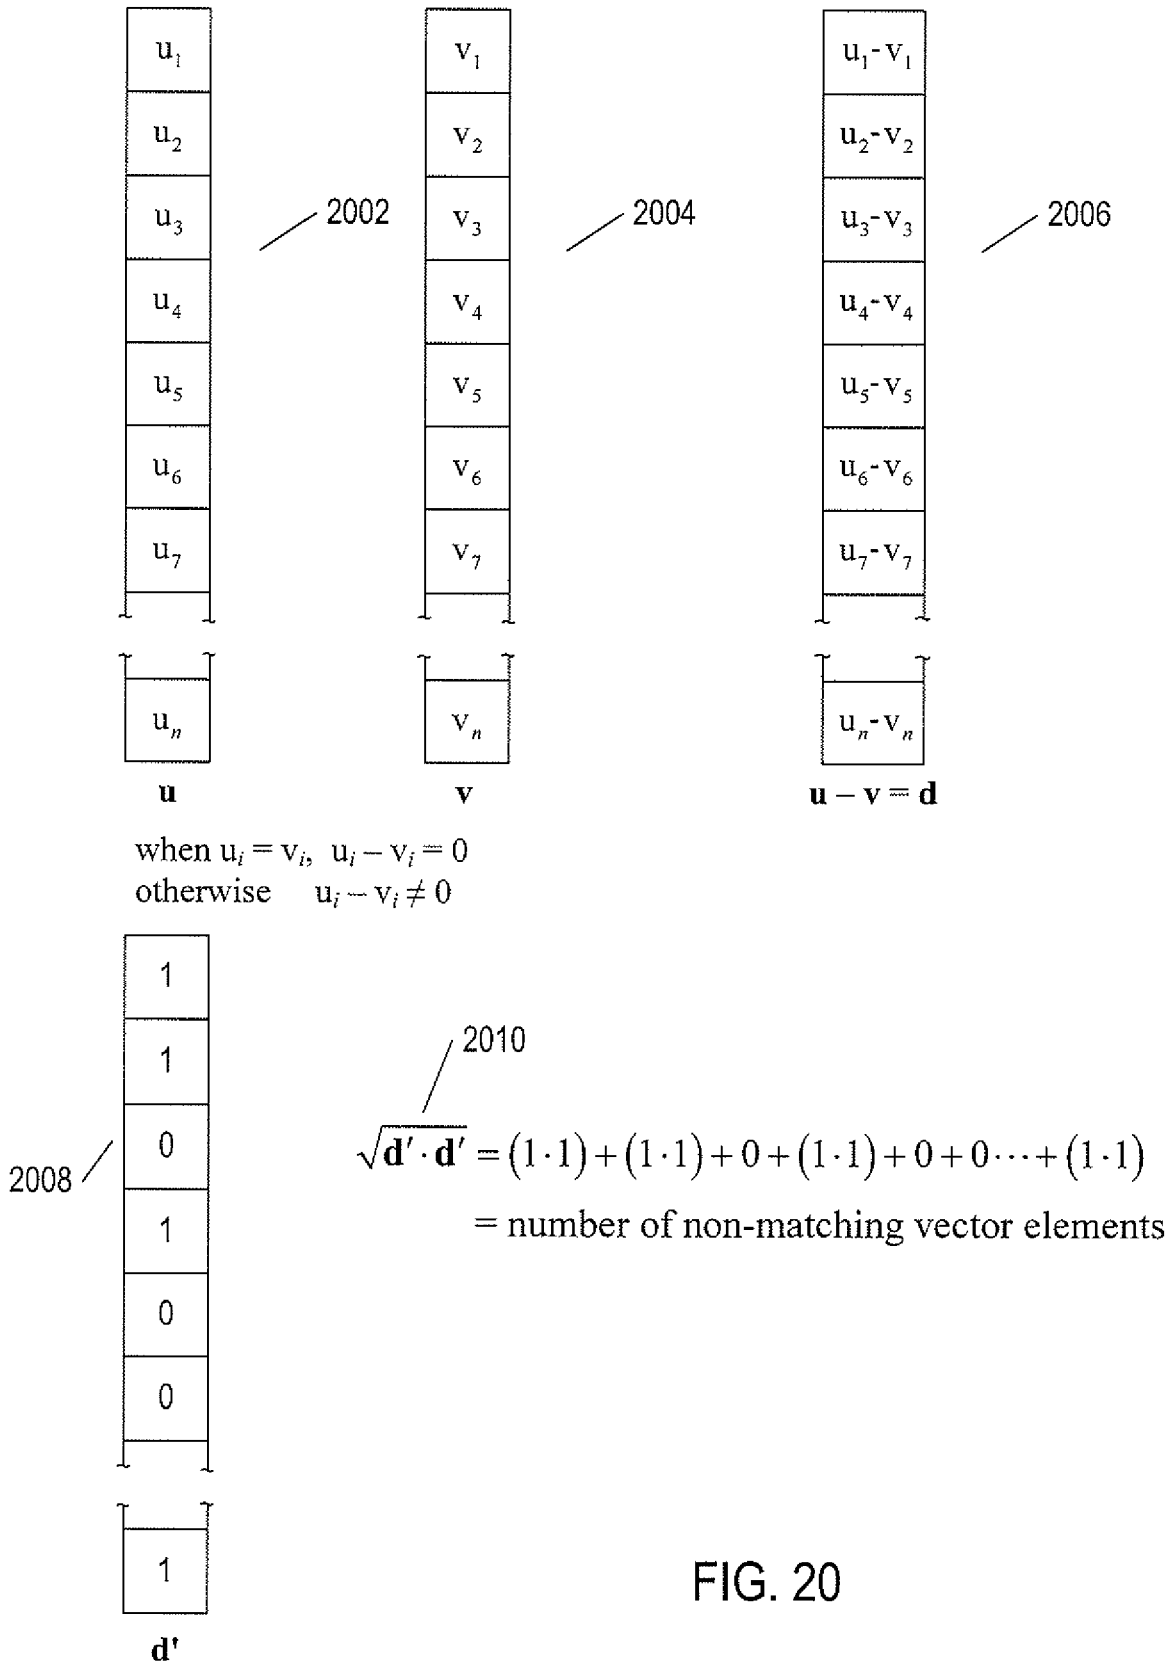 u₁ v₁ u₁-v₁
u₂ v₂ u₂-v₂
u₃ 2002 v₃ 2004 u₃-v₃ 2006
u₄ v₄ u₄-v₄
u₅ v₅ u₅-v₅
u₆ v₆ u₆-v₆
u₇ v₇ u₇-v₇
uₙ vₙ uₙ-vₙ
u v u – v = d
when uᵢ = vᵢ, uᵢ – vᵢ = 0
otherwise uᵢ – vᵢ ≠ 0
1
1 2010
0 √d'·d' = (1·1)+(1·1)+0+(1·1)+0+0···+(1·1)
2008
1 = number of non-matching vector elements
0
0
1 FIG. 20
d'